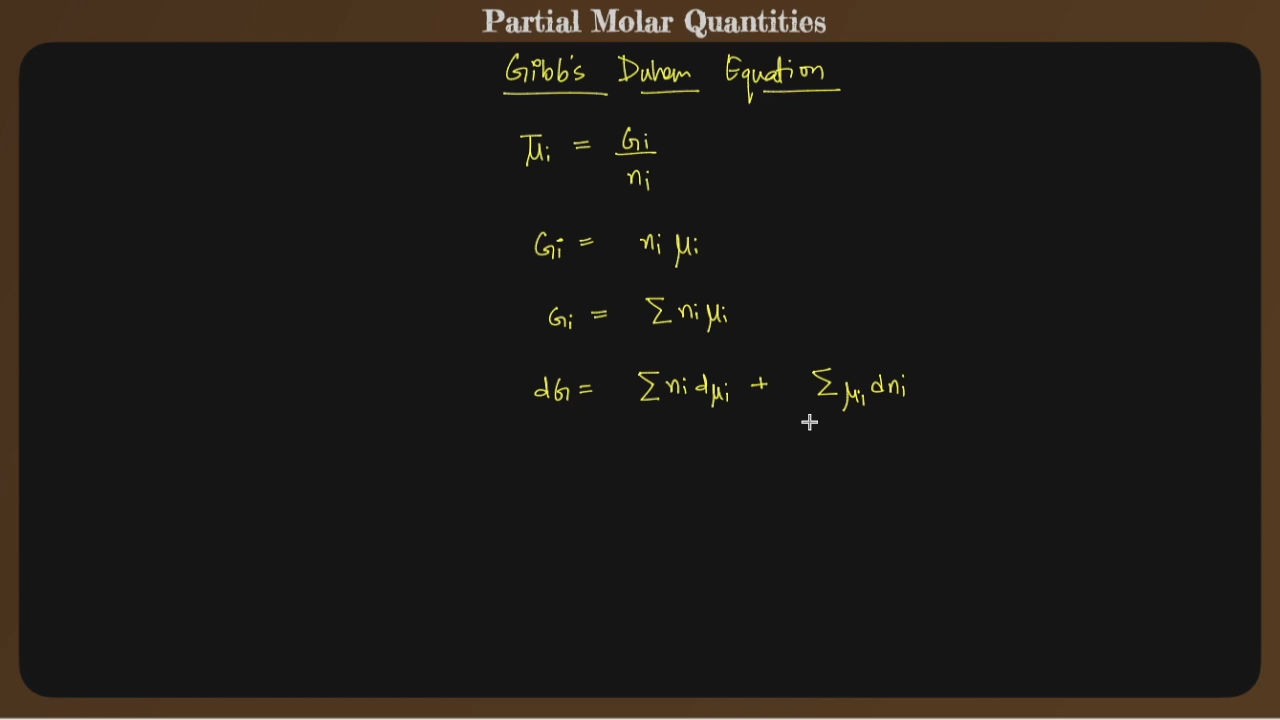 Partial Molar Quantities
Gibb's Duhem Equation
μ̅i = Gi/ni
Gi = ni μi
Gi = Σ ni μi
dG = Σ ni dμi + Σ μi dni